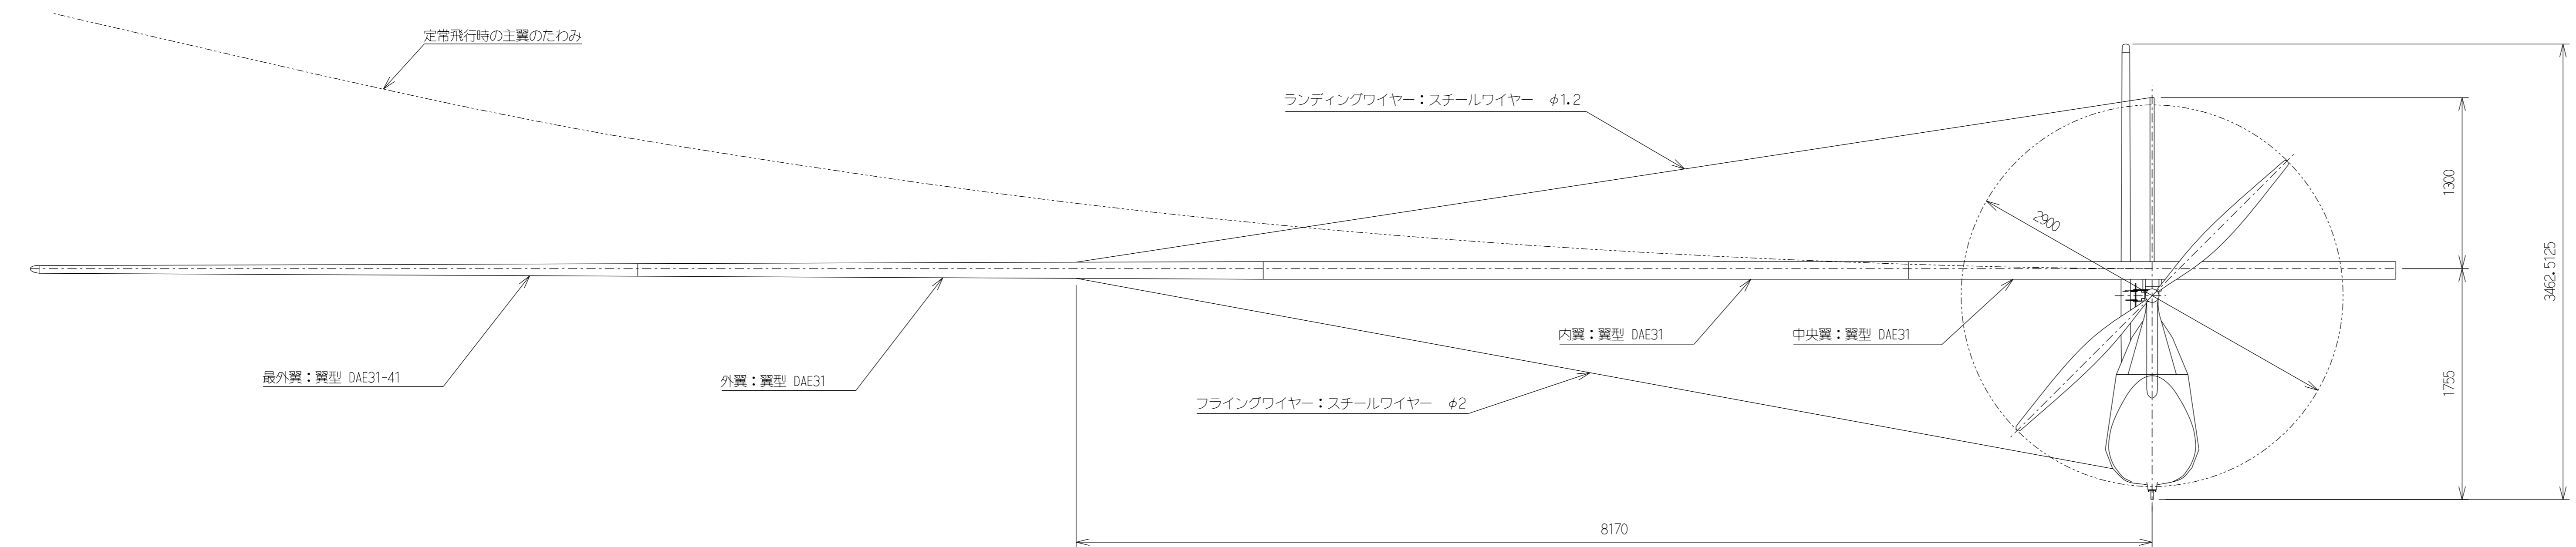 定常飛行時の主翼のたわみ
ランディングワイヤー：スチールワイヤー　φ1.2
1300
2900
3462.5125
内翼：翼型 DAE31
中央翼：翼型 DAE31
最外翼：翼型 DAE31-41
外翼：翼型 DAE31
1755
フライングワイヤー：スチールワイヤー　φ2
8170